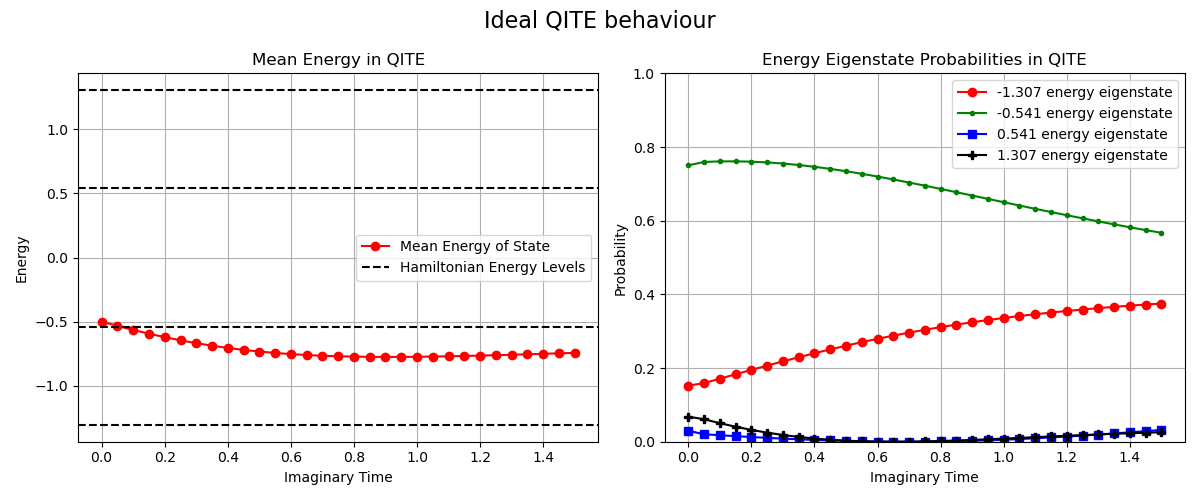 Ideal QITE behaviour
Mean Energy in QITE
Energy
1.0
0.5
0.0
−0.5
−1.0
Mean Energy of State
Hamiltonian Energy Levels
0.0 0.2 0.4 0.6 0.8 1.0 1.2 1.4
Imaginary Time
Energy Eigenstate Probabilities in QITE
Probability
1.0
0.8
0.6
0.4
0.2
0.0
-1.307 energy eigenstate
-0.541 energy eigenstate
0.541 energy eigenstate
1.307 energy eigenstate
0.0 0.2 0.4 0.6 0.8 1.0 1.2 1.4
Imaginary Time